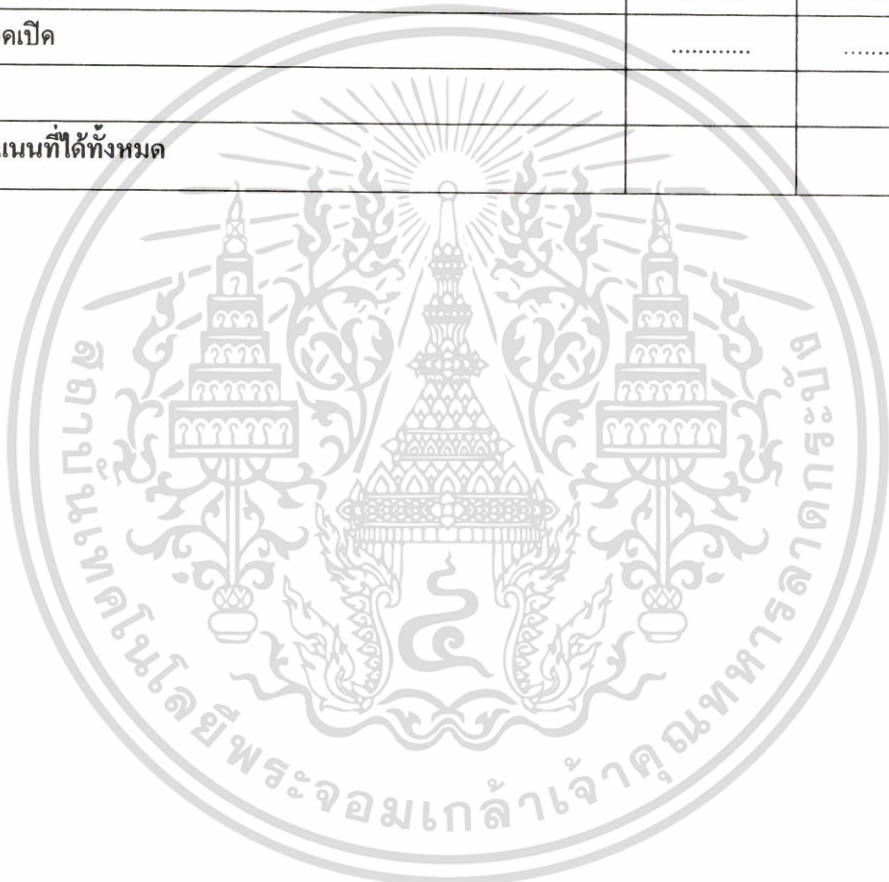 ดเปิด ............ .......
แนนที่ได้ทั้งหมด
สถาบันเทคโนโลยีพระจอมเกล้าเจ้าคุณทหารลาดกระบัง